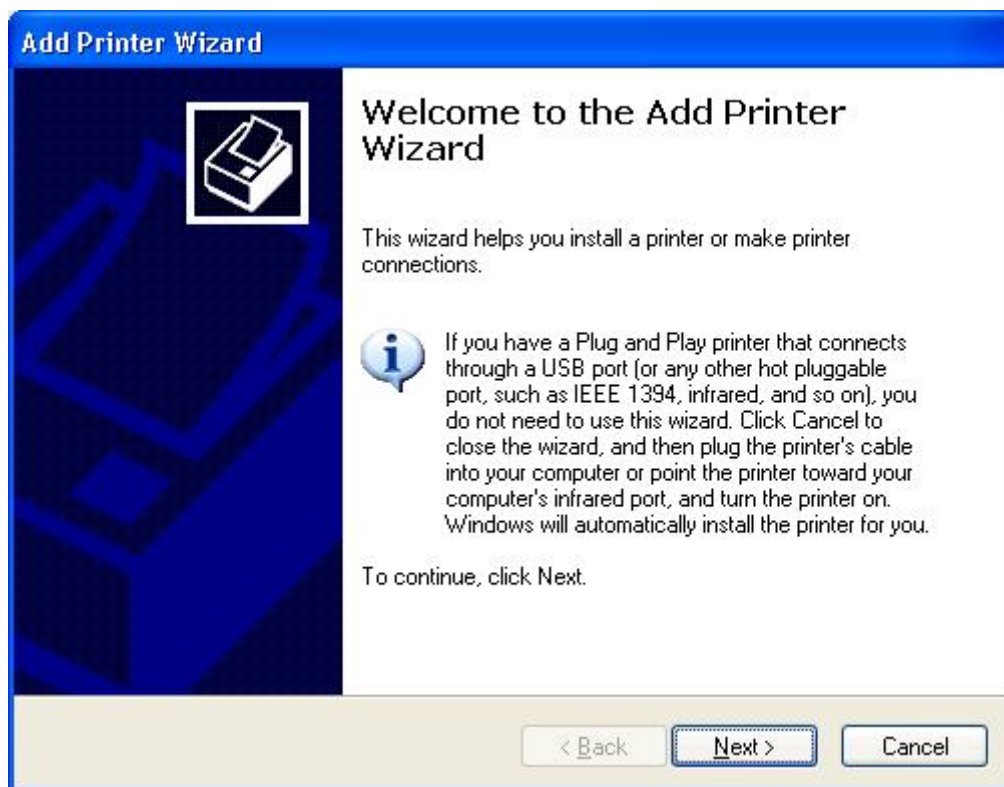 Add Printer Wizard
Welcome to the Add Printer
Wizard
This wizard helps you install a printer or make printer
connections.
If you have a Plug and Play printer that connects
through a USB port (or any other hot pluggable
port, such as IEEE 1394, infrared, and so on), you
do not need to use this wizard. Click Cancel to
close the wizard, and then plug the printer's cable
into your computer or point the printer toward your
computer's infrared port, and turn the printer on.
Windows will automatically install the printer for you.
To continue, click Next.
< Back Next > Cancel